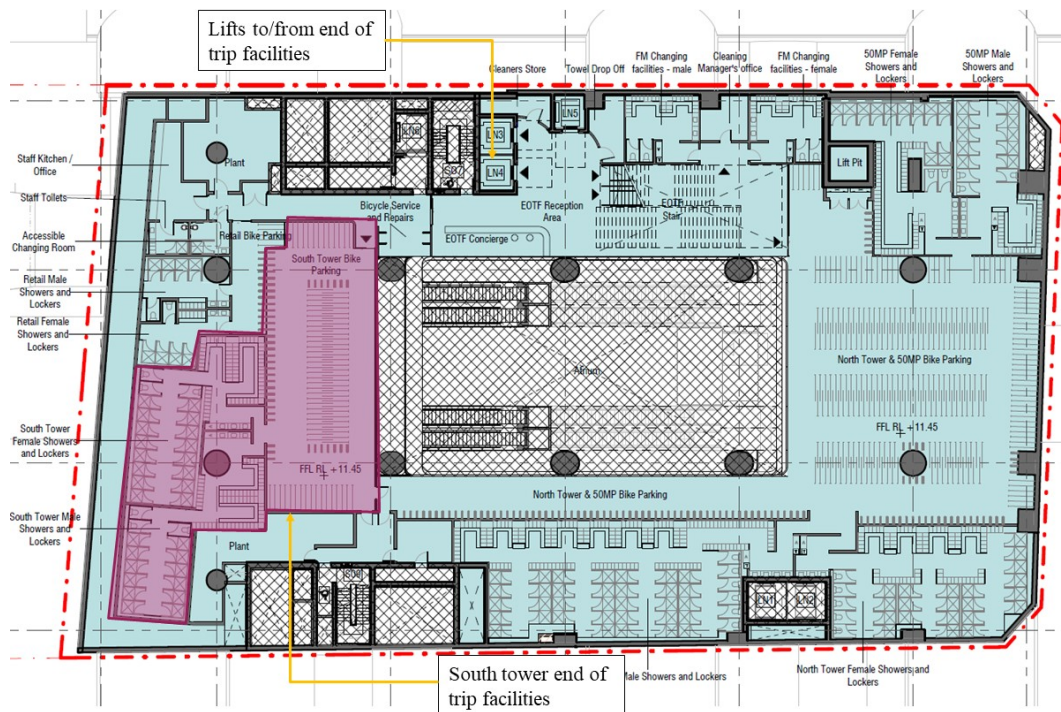 Lifts to/from end of
trip facilities
Cleaners Store
Towel Drop Off
FM Changing
facilities - male
Cleaning
Manager's office
FM Changing
facilities - female
50MP Female
Showers and
Lockers
50MP Male
Showers and
Lockers
Staff Kitchen /
Office
Staff Toilets
Accessible
Changing Room
Retail Male
Showers and
Lockers
Retail Female
Showers and
Lockers
South Tower
Female Showers
and Lockers
South Tower Male
Showers and
Lockers
Plant
LN6
LN3
LN4
LN5
Lift Pit
Bicycle Service
and Repairs
EOTF Reception
Area
EOTF
Stair
EOTF Concierge
Retail Bike Parking
South Tower Bike
Parking
Atrium
North Tower & 50MP Bike Parking
FFL RL +11.45
FFL RL +11.45
North Tower & 50MP Bike Parking
Plant
LN1
LN2
South tower end of
trip facilities
Male Showers and Lockers
North Tower Female Showers and
Lockers